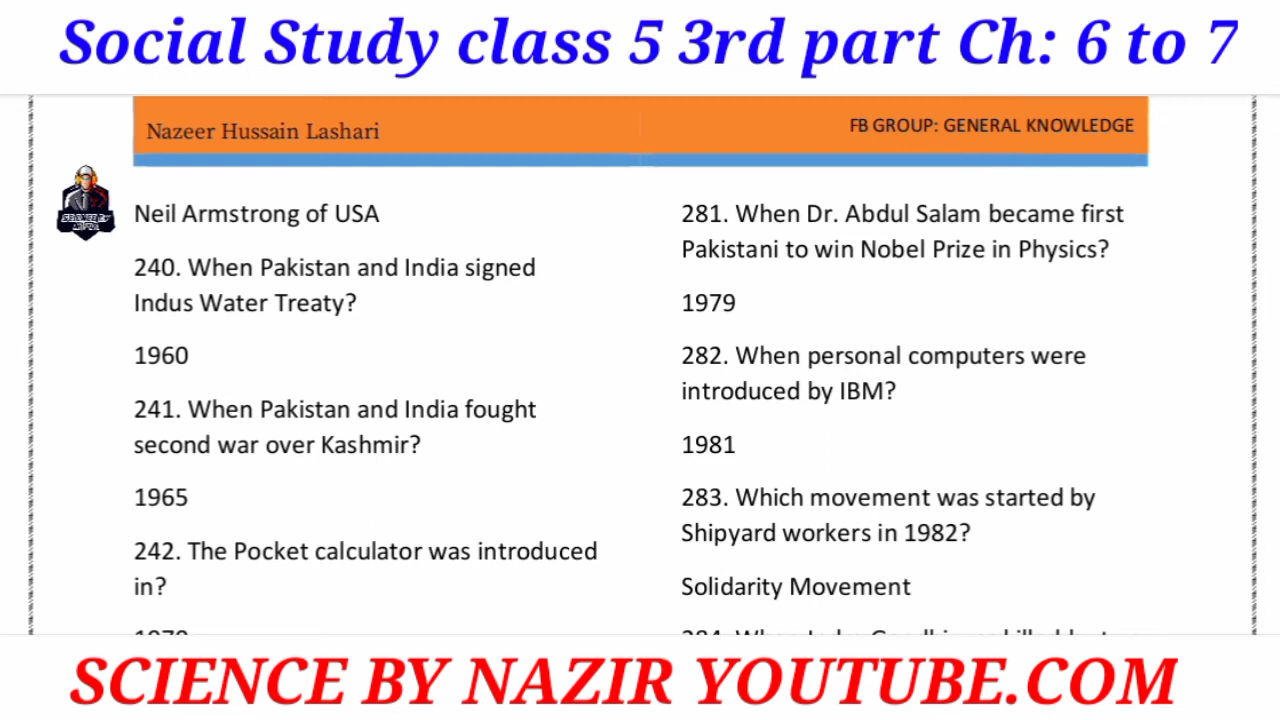 Social Study class 5 3rd part Ch: 6 to 7
Nazeer Hussain Lashari
FB GROUP: GENERAL KNOWLEDGE
Neil Armstrong of USA
240. When Pakistan and India signed
Indus Water Treaty?
1960
241. When Pakistan and India fought
second war over Kashmir?
1965
242. The Pocket calculator was introduced
in?
281. When Dr. Abdul Salam became first
Pakistani to win Nobel Prize in Physics?
1979
282. When personal computers were
introduced by IBM?
1981
283. Which movement was started by
Shipyard workers in 1982?
Solidarity Movement
SCIENCE BY NAZIR YOUTUBE.COM